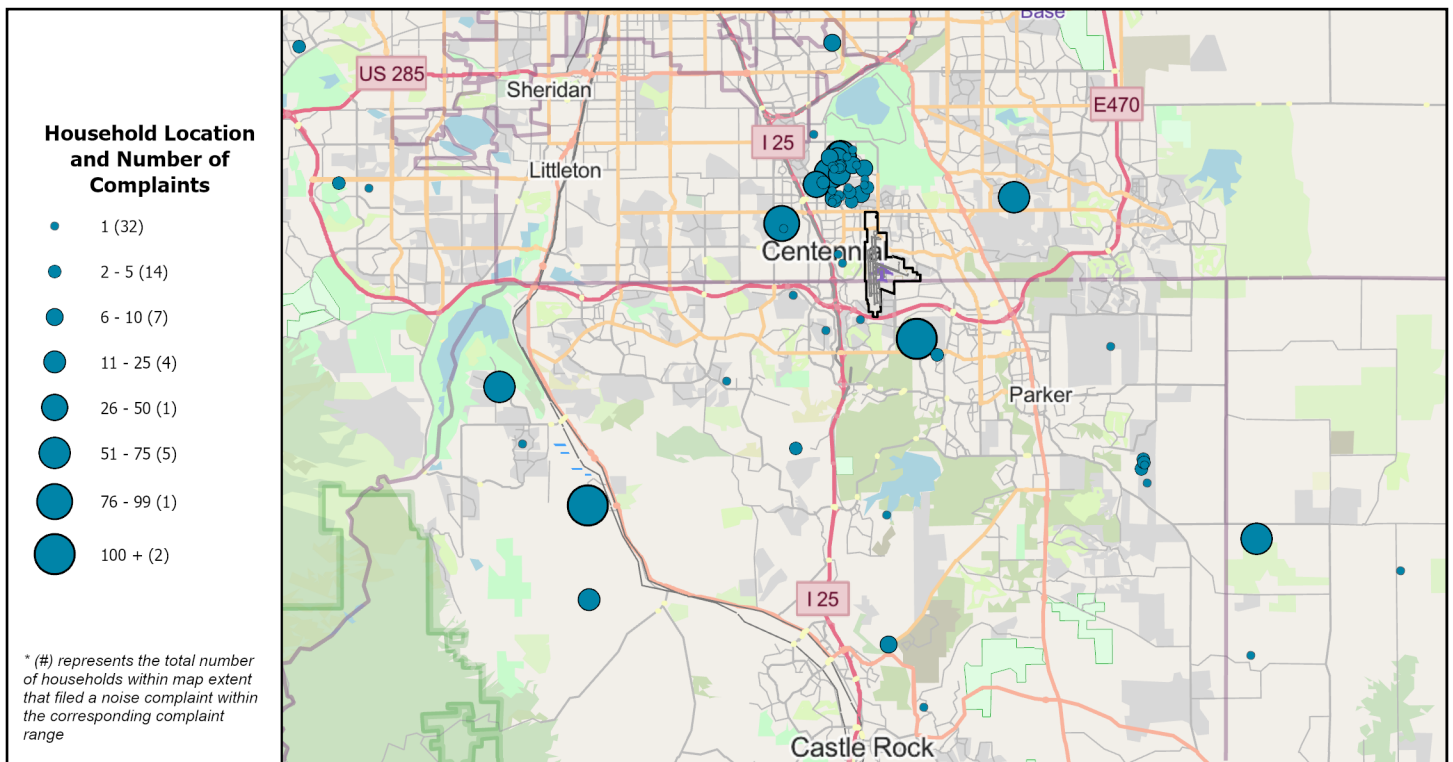 Household Location
and Number of
Complaints
1 (32)
2 - 5 (14)
6 - 10 (7)
11 - 25 (4)
26 - 50 (1)
51 - 75 (5)
76 - 99 (1)
100 + (2)
* (#) represents the total number
of households within map extent
that filed a noise complaint within
the corresponding complaint
range
Base
US 285
Sheridan
E470
I 25
Littleton
Centennial
Parker
I 25
Castle Rock